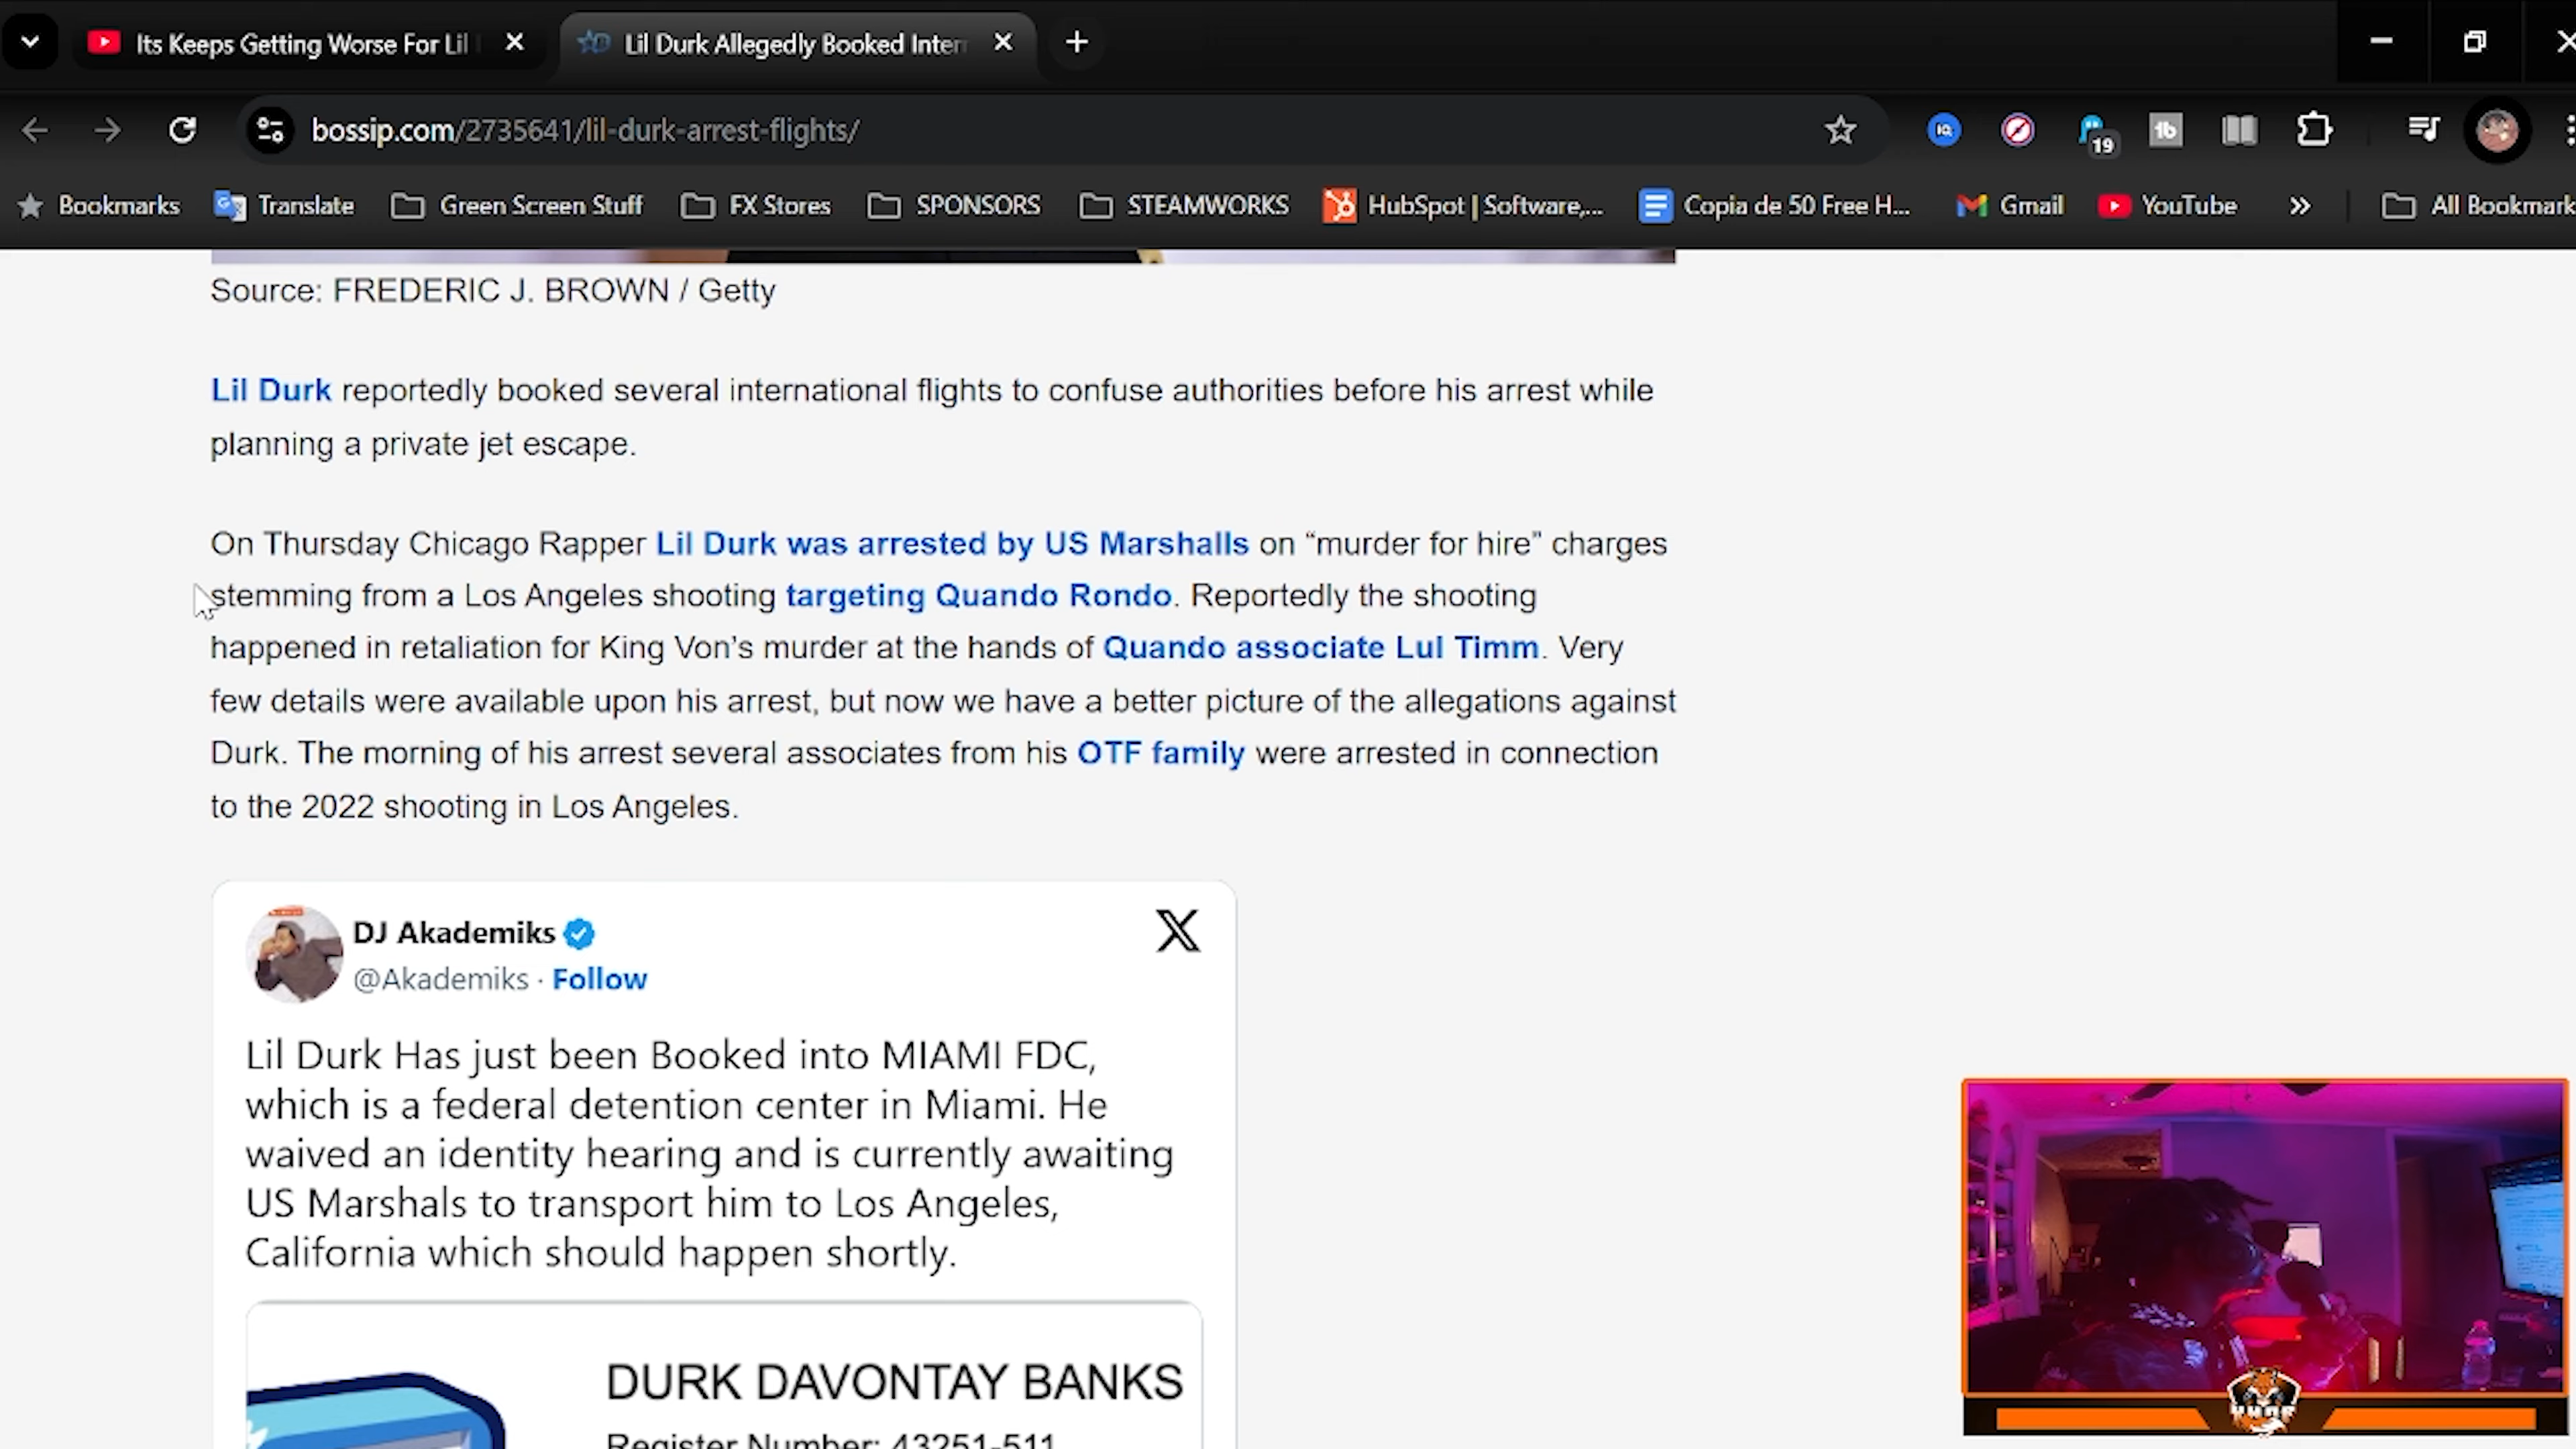 Its Keeps Getting Worse For Lil
Lil Durk Allegedly Booked Inter
bossip.com/2735641/lil-durk-arrest-flights/
19
Bookmarks
Translate
Green Screen Stuff
FX Stores
SPONSORS
STEAMWORKS
HubSpot | Software,...
Copia de 50 Free H...
Gmail
YouTube
All Bookmark
Source: FREDERIC J. BROWN / Getty
Lil Durk reportedly booked several international flights to confuse authorities before his arrest while
planning a private jet escape.
On Thursday Chicago Rapper Lil Durk was arrested by US Marshalls on “murder for hire” charges
stemming from a Los Angeles shooting targeting Quando Rondo. Reportedly the shooting
happened in retaliation for King Von’s murder at the hands of Quando associate Lul Timm. Very
few details were available upon his arrest, but now we have a better picture of the allegations against
Durk. The morning of his arrest several associates from his OTF family were arrested in connection
to the 2022 shooting in Los Angeles.
DJ Akademiks
@Akademiks · Follow
Lil Durk Has just been Booked into MIAMI FDC,
which is a federal detention center in Miami. He
waived an identity hearing and is currently awaiting
US Marshals to transport him to Los Angeles,
California which should happen shortly.
DURK DAVONTAY BANKS
Register Number: 43251-511